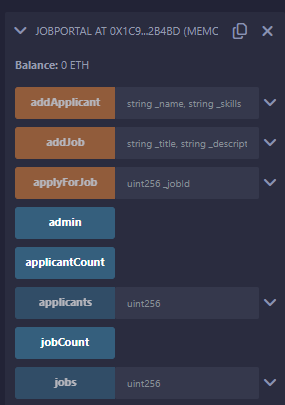 JOBPORTAL AT 0X1C9...2B4BD (MEMC
Balance: 0 ETH
addApplicant string _name, string _skills
addJob string _title, string _descript
applyForJob uint256 _jobId
admin
applicantCount
applicants uint256
jobCount
jobs uint256